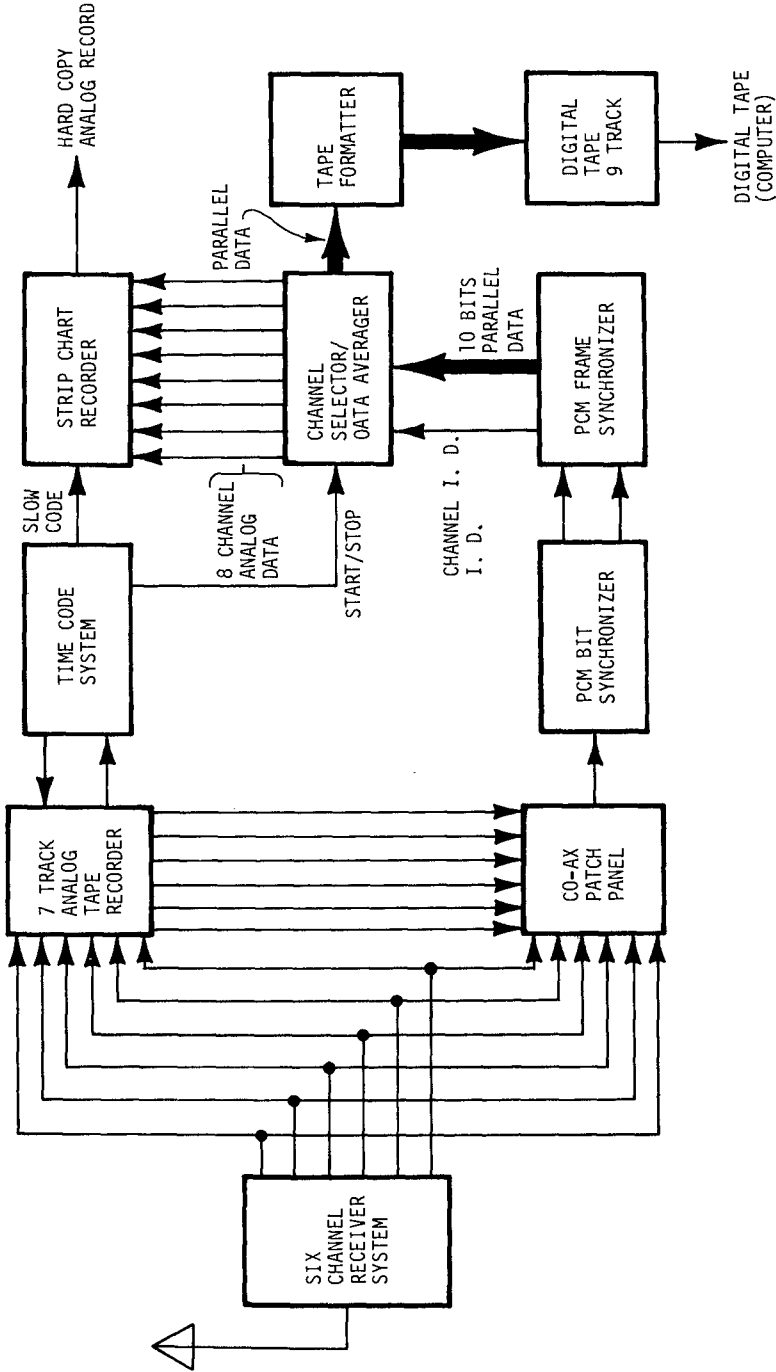 SIX
CHANNEL
RECEIVER
SYSTEM
7 TRACK
ANALOG
TAPE
RECORDER
CO-AX
PATCH
PANEL
TIME CODE
SYSTEM
SLOW
CODE
8 CHANNEL
ANALOG
DATA
START/STOP
CHANNEL I. D.
I. D.
PCM BIT
SYNCHRONIZER
STRIP CHART
RECORDER
HARD COPY
ANALOG RECORD
CHANNEL
SELECTOR/
DATA AVERAGER
PARALLEL
DATA
10 BITS
PARALLEL
DATA
PCM FRAME
SYNCHRONIZER
TAPE
FORMATTER
DIGITAL
TAPE
9 TRACK
DIGITAL TAPE
(COMPUTER)